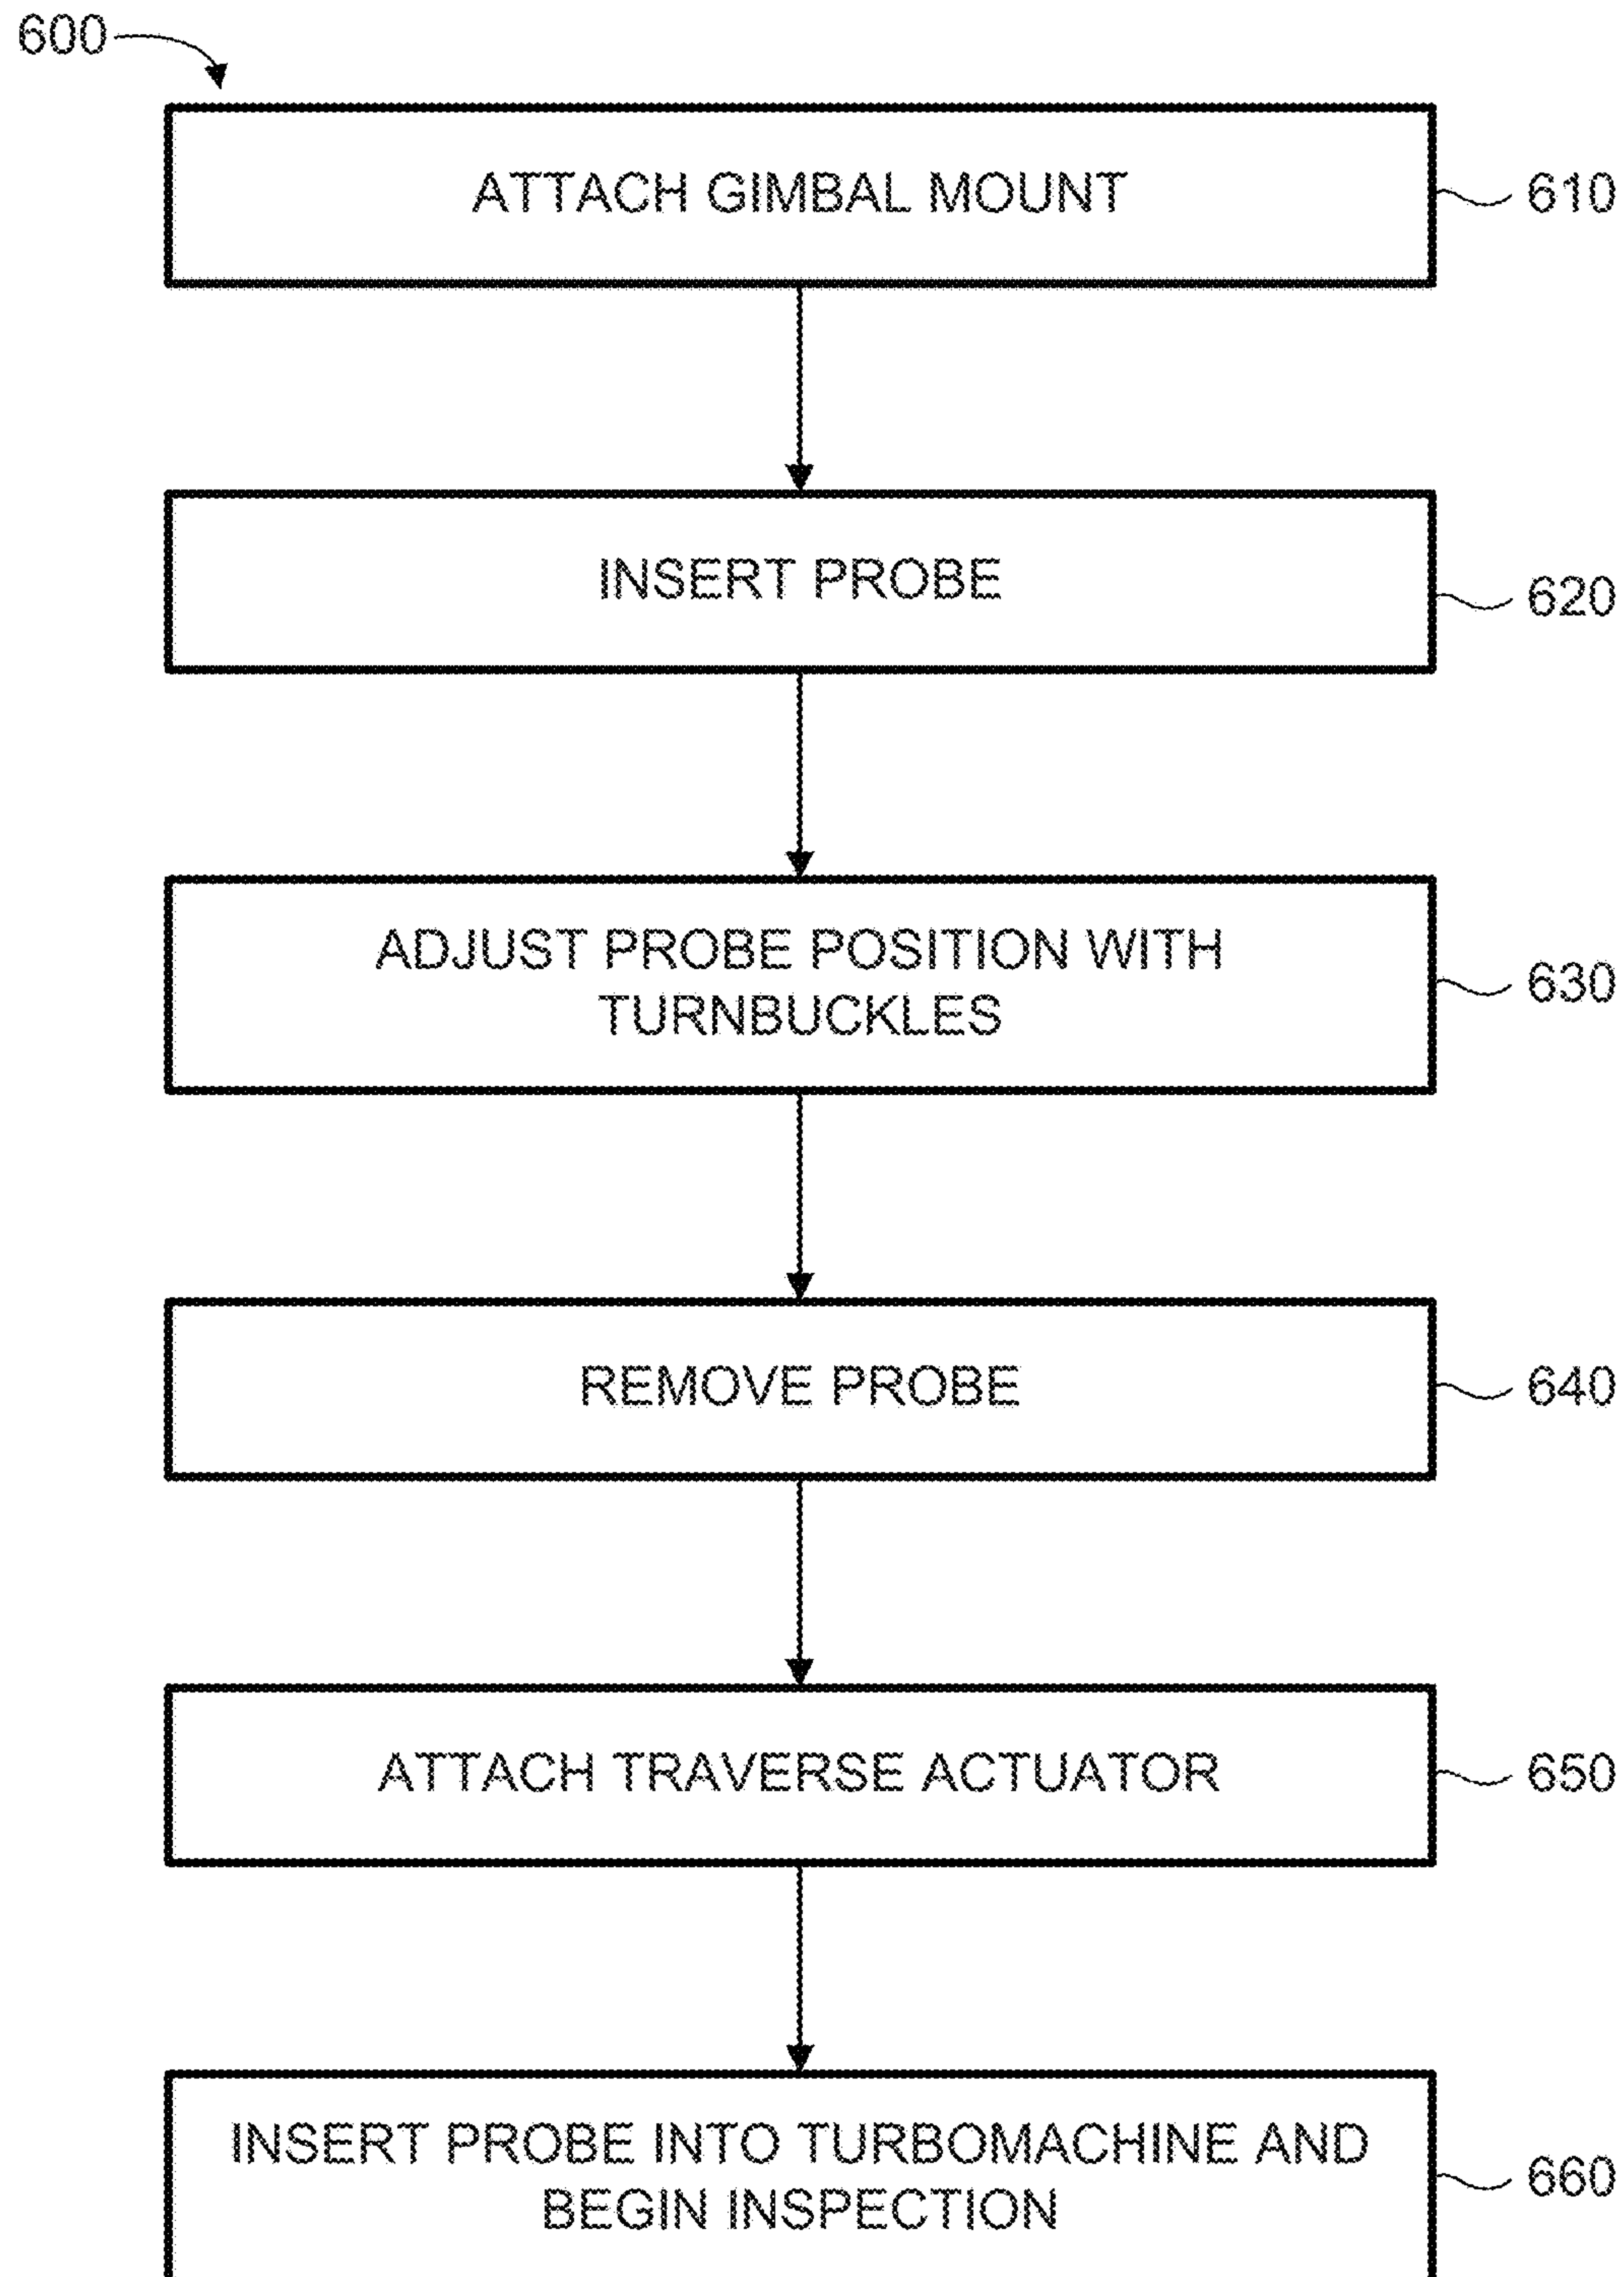 600
ATTACH GIMBAL MOUNT
610
INSERT PROBE
620
ADJUST PROBE POSITION WITH
TURNBUCKLES
630
REMOVE PROBE
640
ATTACH TRAVERSE ACTUATOR
650
INSERT PROBE INTO TURBOMACHINE AND
BEGIN INSPECTION
660